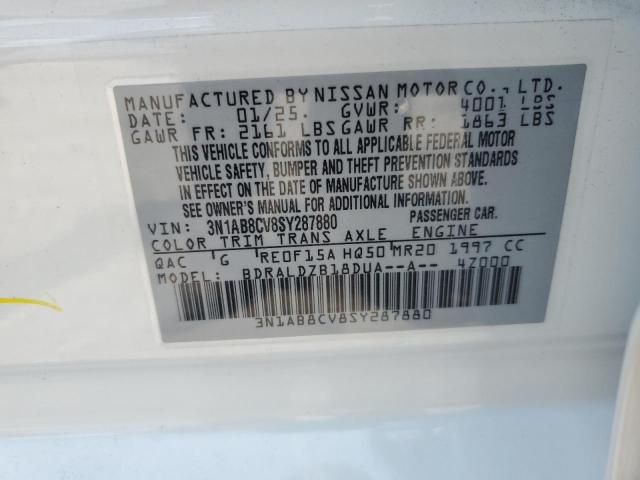 MANUFACTURED BY NISSAN MOTOR CO., LTD.
DATE: 01/25. GVWR: 4001 LBS
GAWR FR: 2161 LBS GAWR RR: 1863 LBS
THIS VEHICLE CONFORMS TO ALL APPLICABLE FEDERAL MOTOR
VEHICLE SAFETY, BUMPER AND THEFT PREVENTION STANDARDS
IN EFFECT ON THE DATE OF MANUFACTURE SHOWN ABOVE.
SEE OWNER'S MANUAL FOR ADDITIONAL INFORMATION.
VIN: 3N1AB8CV8SY287880 PASSENGER CAR.
COLOR TRIM TRANS AXLE ENGINE
QAC G RE0F15A HQ50 MR20 1997 CC
MODEL: BDRALDZB18DUA--A-- 4Z000
3N1AB8CV8SY287880